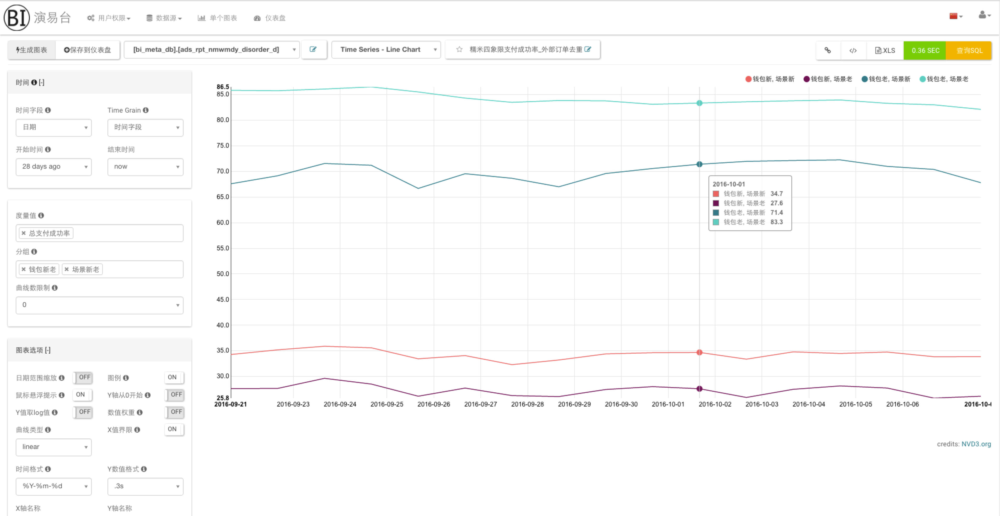 BI 演易台 用户权限 数据源 单个图表 仪表盘
生成图表 保存到仪表盘 [bi_meta_db].[ads_rpt_nmwmdy_disorder_d] Time Series - Line Chart 糯米四象限支付成功率_外部订单去重 </> .XLS 0.36 SEC 查询SQL
时间 [-]
时间字段 Time Grain
日期 时间字段
开始时间 结束时间
28 days ago now
度量值
× 总支付成功率
分组
× 钱包新老 × 场景新老
曲线数限制
0
图表选项 [-]
日期范围缩放 OFF 图例 ON
鼠标悬浮提示 ON Y轴从0开始 OFF
Y值取log值 OFF 数值权重 OFF
曲线类型 X值界限 ON
linear
时间格式 Y数值格式
%Y-%m-%d .3s
X轴名称 Y轴名称
钱包新, 场景新 钱包新, 场景老 钱包老, 场景新 钱包老, 场景老
86.5
85.0
80.0
75.0
70.0
65.0
60.0
55.0
50.0
45.0
40.0
35.0
30.0
25.8
2016-10-01
钱包新, 场景新 34.7
钱包新, 场景老 27.6
钱包老, 场景新 71.4
钱包老, 场景老 83.3
2016-09-21 2016-09-23 2016-09-24 2016-09-25 2016-09-26 2016-09-27 2016-09-28 2016-09-29 2016-09-30 2016-10-01 2016-10-02 2016-10-03 2016-10-04 2016-10-05 2016-10-06 2016-10-
credits: NVD3.org